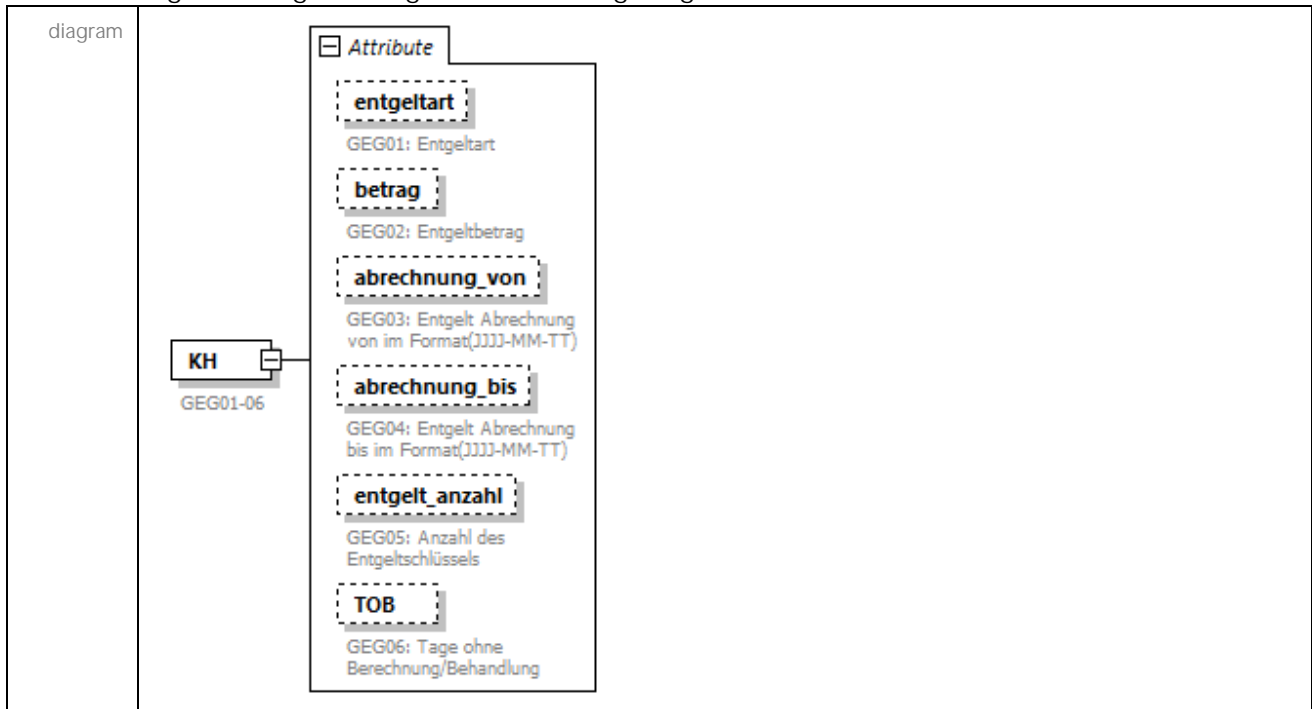 diagram
Attribute
entgeltart
GEG01: Entgeltart
betrag
GEG02: Entgeltbetrag
abrechnung_von
GEG03: Entgelt Abrechnung
von im Format(JJJJ-MM-TT)
KH
GEG01-06
abrechnung_bis
GEG04: Entgelt Abrechnung
bis im Format(JJJJ-MM-TT)
entgelt_anzahl
GEG05: Anzahl des
Entgeltschlüssels
TOB
GEG06: Tage ohne
Berechnung/Behandlung